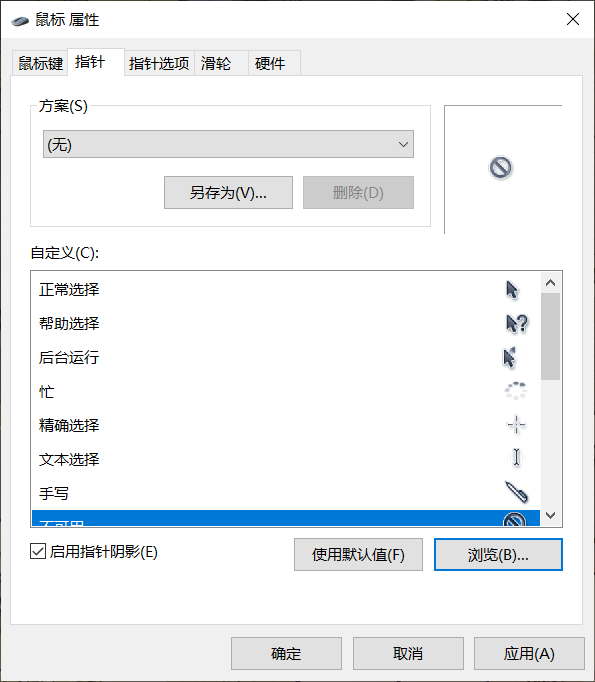 鼠标 属性
鼠标键 指针 指针选项 滑轮 硬件
方案(S)
(无)
另存为(V)... 删除(D)
自定义(C):
正常选择
帮助选择
后台运行
忙
精确选择
文本选择
手写
不可用
启用指针阴影(E) 使用默认值(F) 浏览(B)...
确定 取消 应用(A)